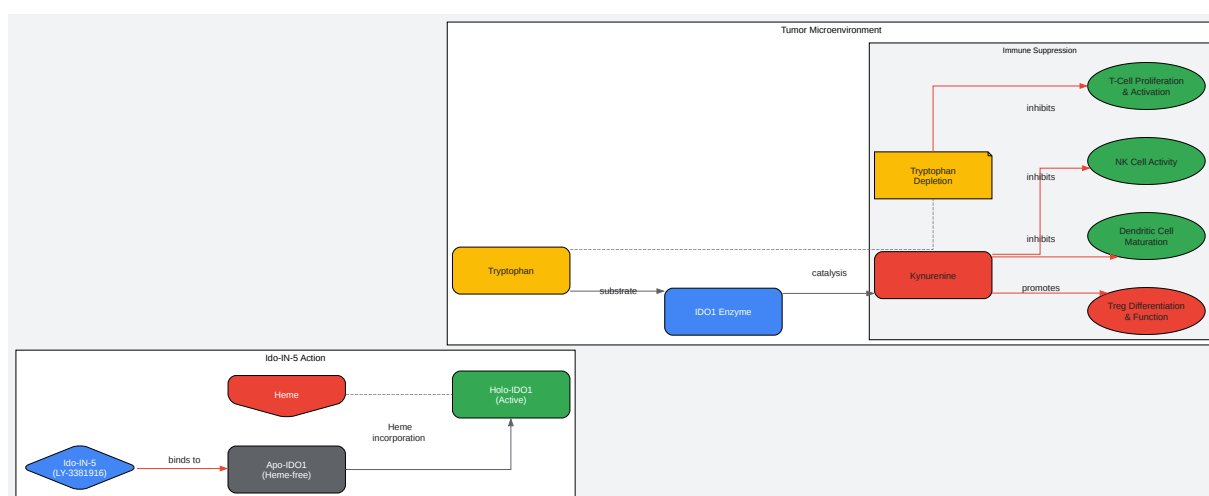 Tumor Microenvironment
Immune Suppression
T-Cell Proliferation
& Activation
inhibits
NK Cell Activity
Tryptophan
Depletion
inhibits
Dendritic Cell
Maturation
inhibits
Tryptophan
Kynurenine
catalysis
substrate
promotes
IDO1 Enzyme
Treg Differentiation
& Function
Ido-IN-5 Action
Heme
Holo-IDO1
(Active)
Heme
incorporation
Ido-IN-5
(LY-3381916)
binds to
Apo-IDO1
(Heme-free)